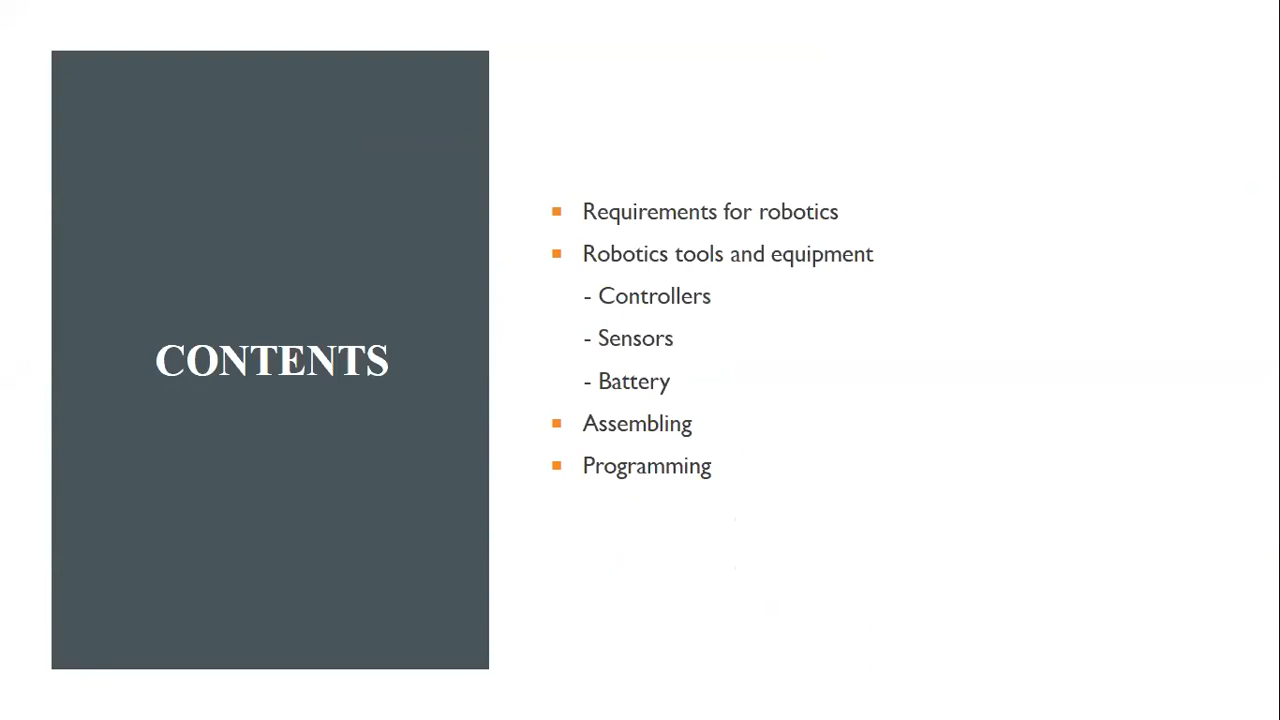 CONTENTS
Requirements for robotics
Robotics tools and equipment
- Controllers
- Sensors
- Battery
Assembling
Programming